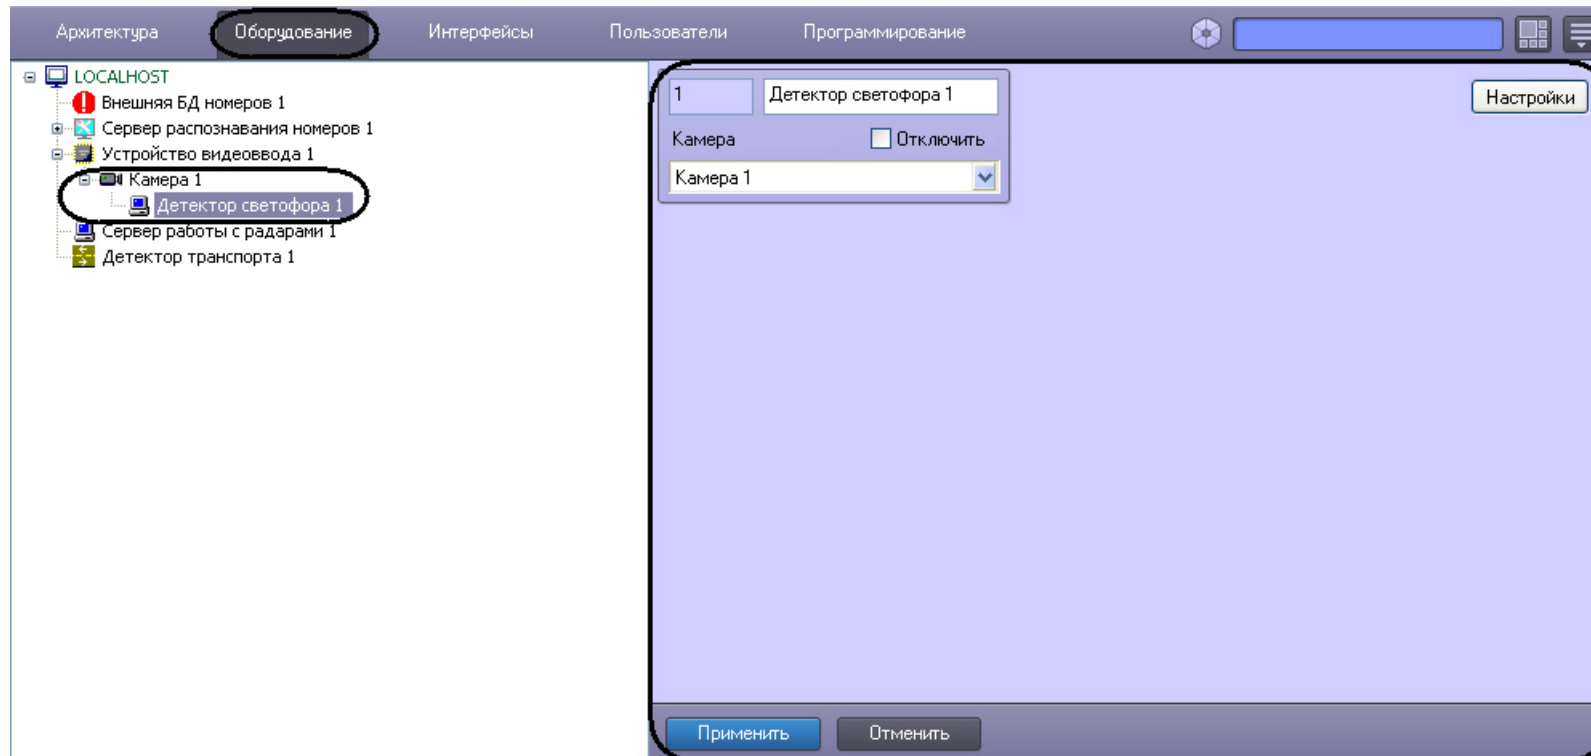 Архитектура
Оборудование
Интерфейсы
Пользователи
Программирование
LOCALHOST
Внешняя БД номеров 1
Сервер распознавания номеров 1
Устройство видеоввода 1
Камера 1
Детектор светофора 1
Сервер работы с радарами 1
Детектор транспорта 1
1
Детектор светофора 1
Настройки
Камера
Отключить
Камера 1
Применить
Отменить